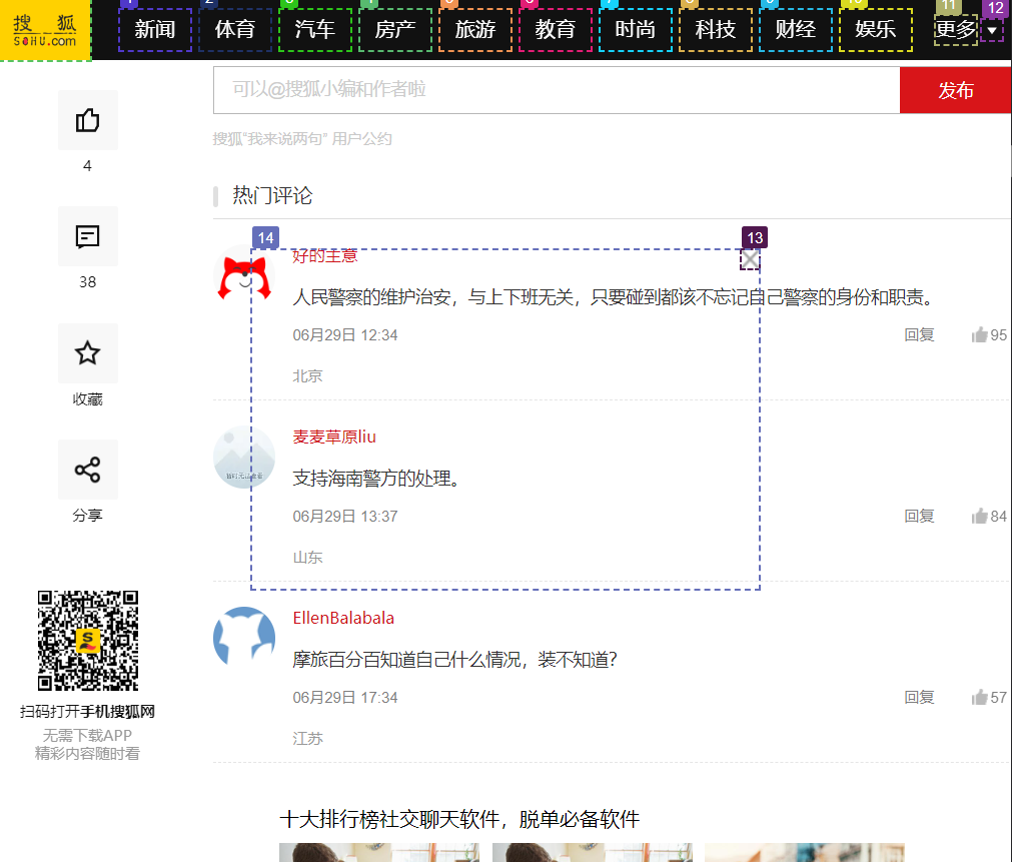 搜 狐
SOHU.com
1 2 3 4 5 6 7 8 9 10 11 12
新闻 体育 汽车 房产 旅游 教育 时尚 科技 财经 娱乐 更多
可以@搜狐小编和作者啦 发布
搜狐“我来说两句” 用户公约
4
38
收藏
分享
热门评论
14 13
好的主意
人民警察的维护治安，与上下班无关，只要碰到都该不忘记自己警察的身份和职责。
06月29日 12:34 回复 95
北京
麦麦草原liu
支持海南警方的处理。
06月29日 13:37 回复 84
山东
EllenBalabala
摩旅百分百知道自己什么情况，装不知道？
06月29日 17:34 回复 57
江苏
扫码打开手机搜狐网
无需下载APP
精彩内容随时看
十大排行榜社交聊天软件，脱单必备软件